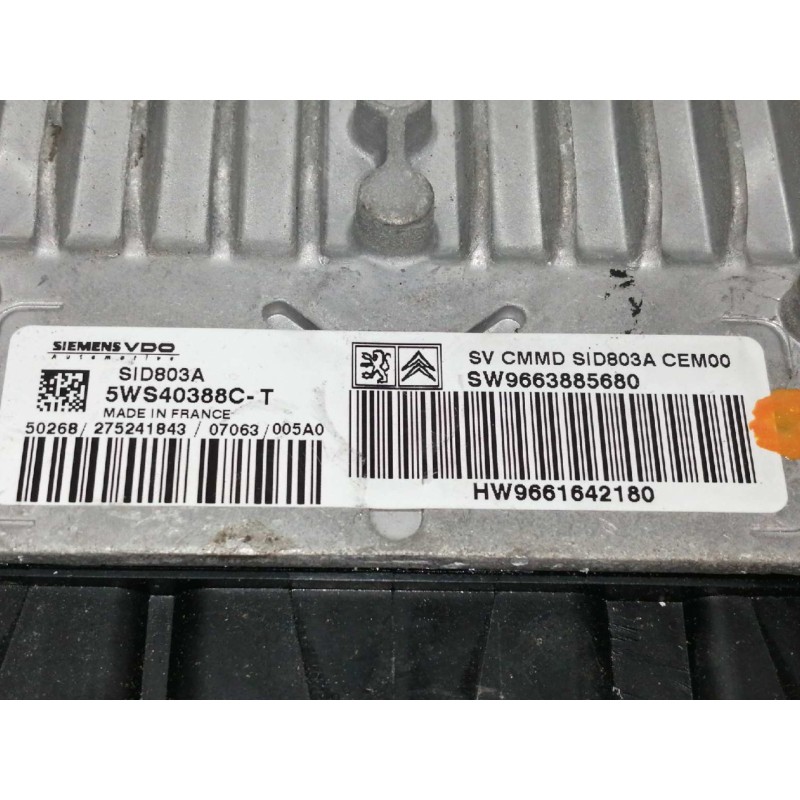 SIEMENS VDO
Automotive
SID803A
5WS40388C-T
MADE IN FRANCE
50268/275241843/07063/005A0
SV CMMD SID803A CEM00
SW9663885680
HW9661642180